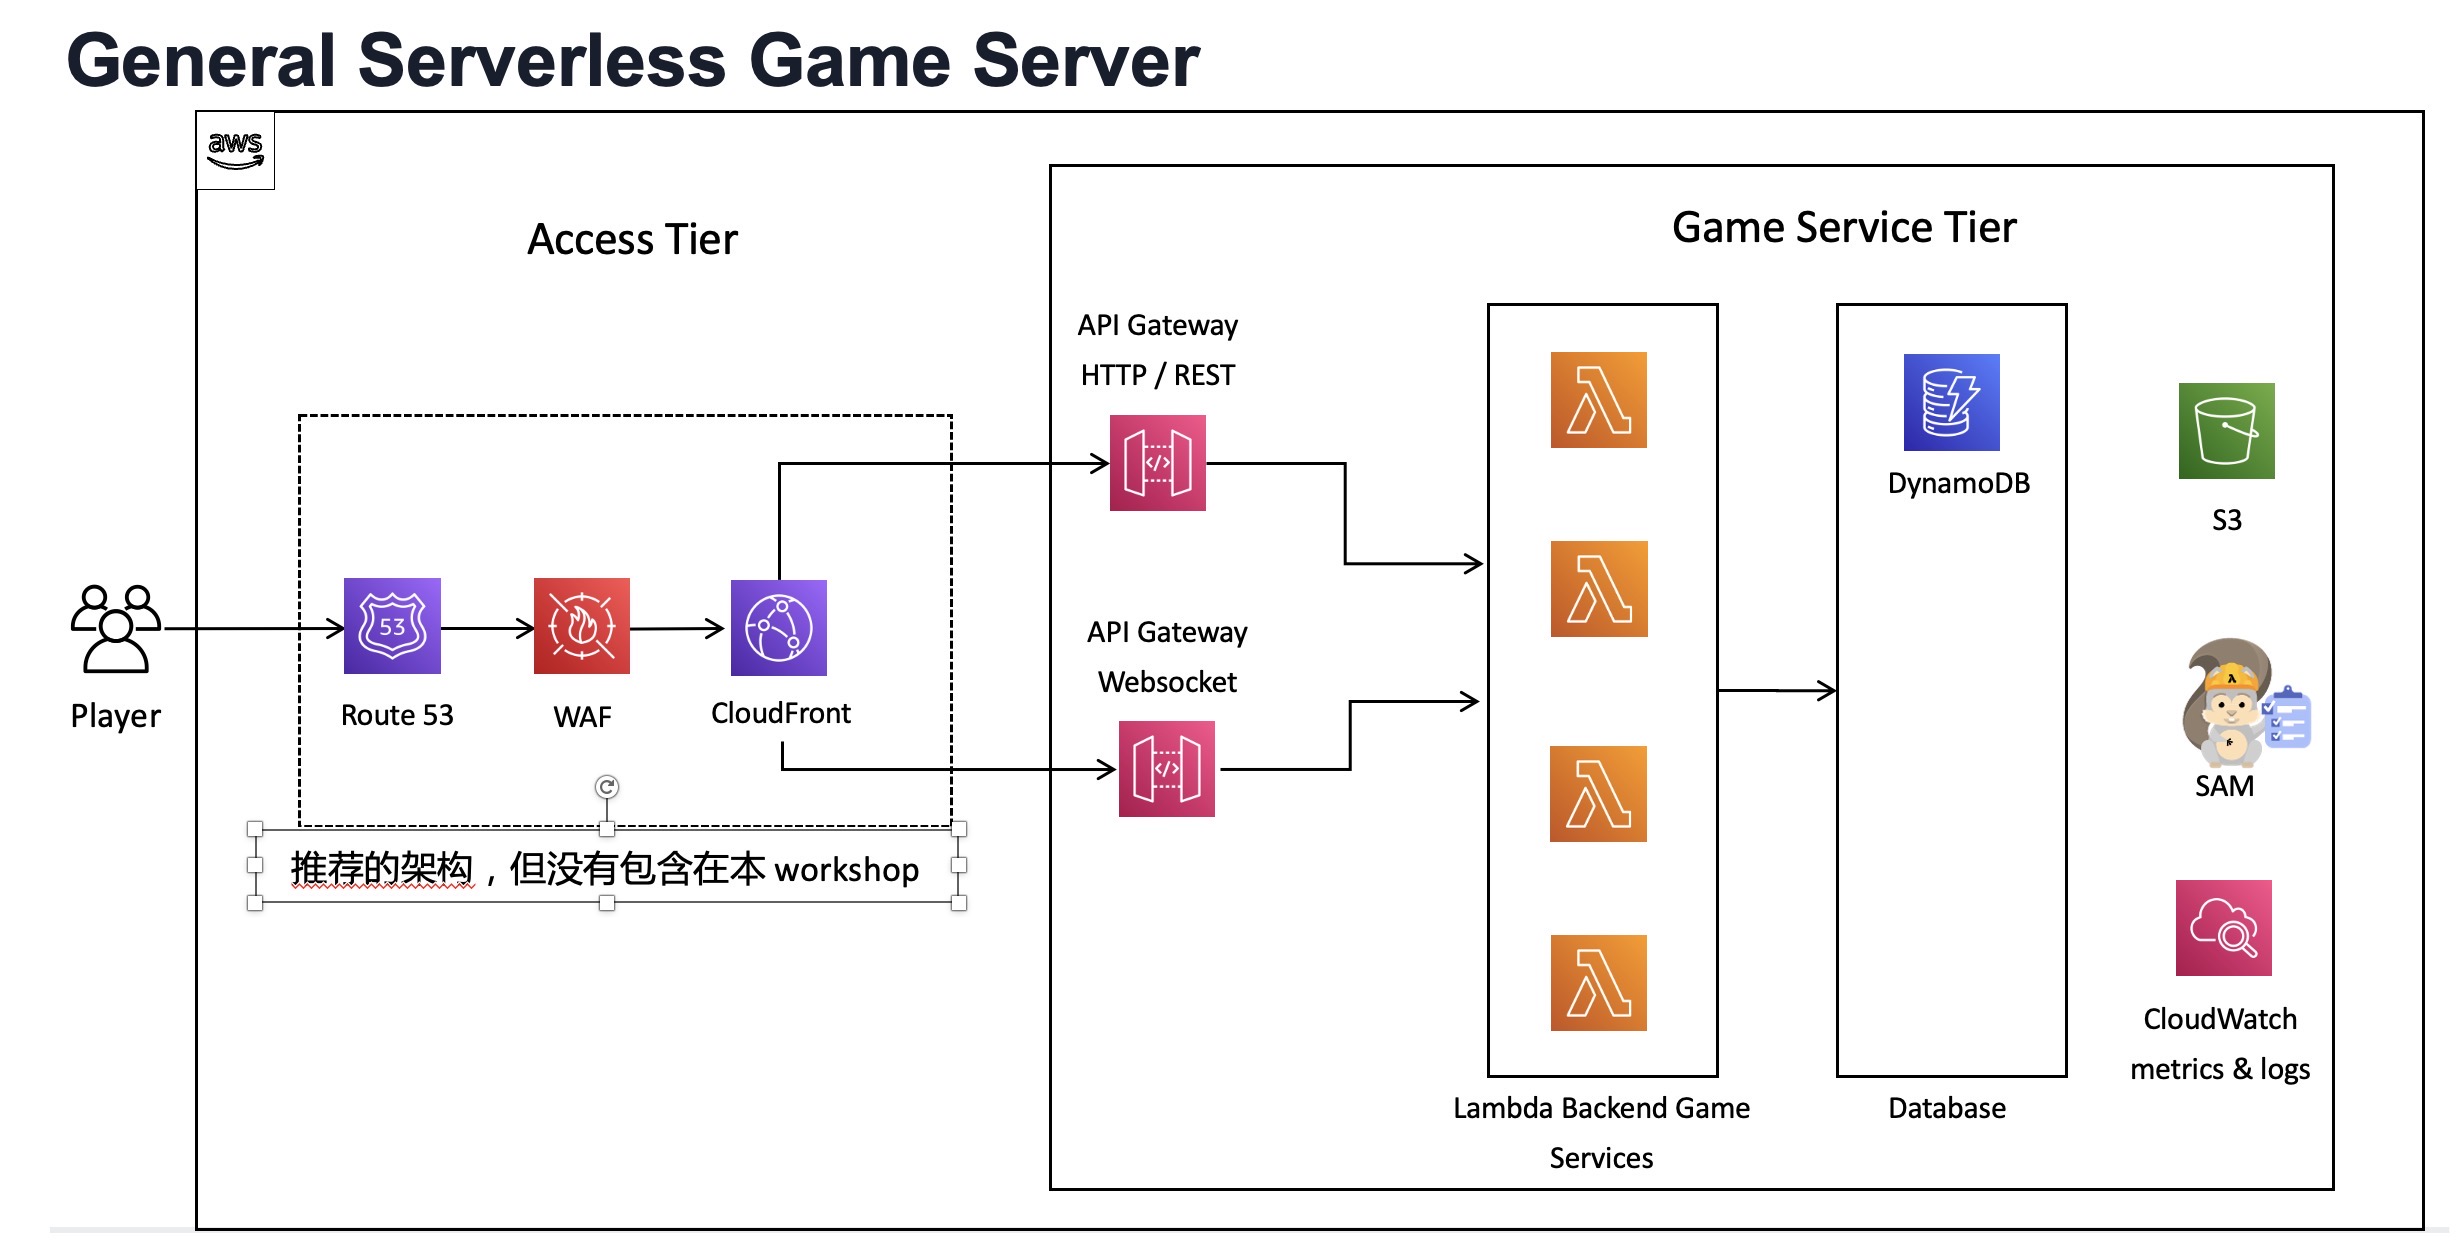 General Serverless Game Server
aws
Access Tier
Game Service Tier
API Gateway
HTTP / REST
DynamoDB
S3
53
API Gateway
Websocket
Player
Route 53
WAF
CloudFront
SAM
推荐的架构，但没有包含在本 workshop
CloudWatch
metrics & logs
Lambda Backend Game
Services
Database